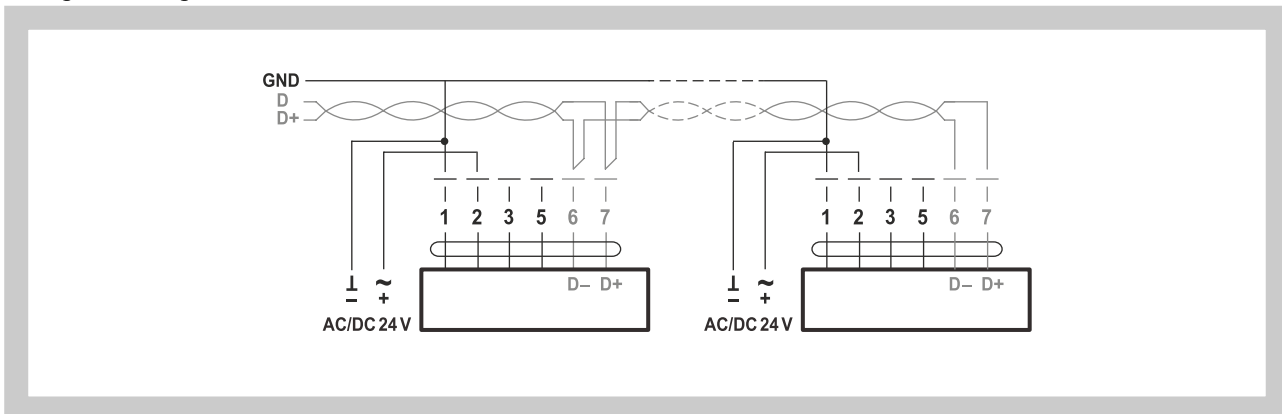 GND
D
D+
1 2 3 5 6 7 1 2 3 5 6 7
⊥ ~ D– D+ ⊥ ~ D– D+
– + – +
AC/DC 24 V AC/DC 24 V